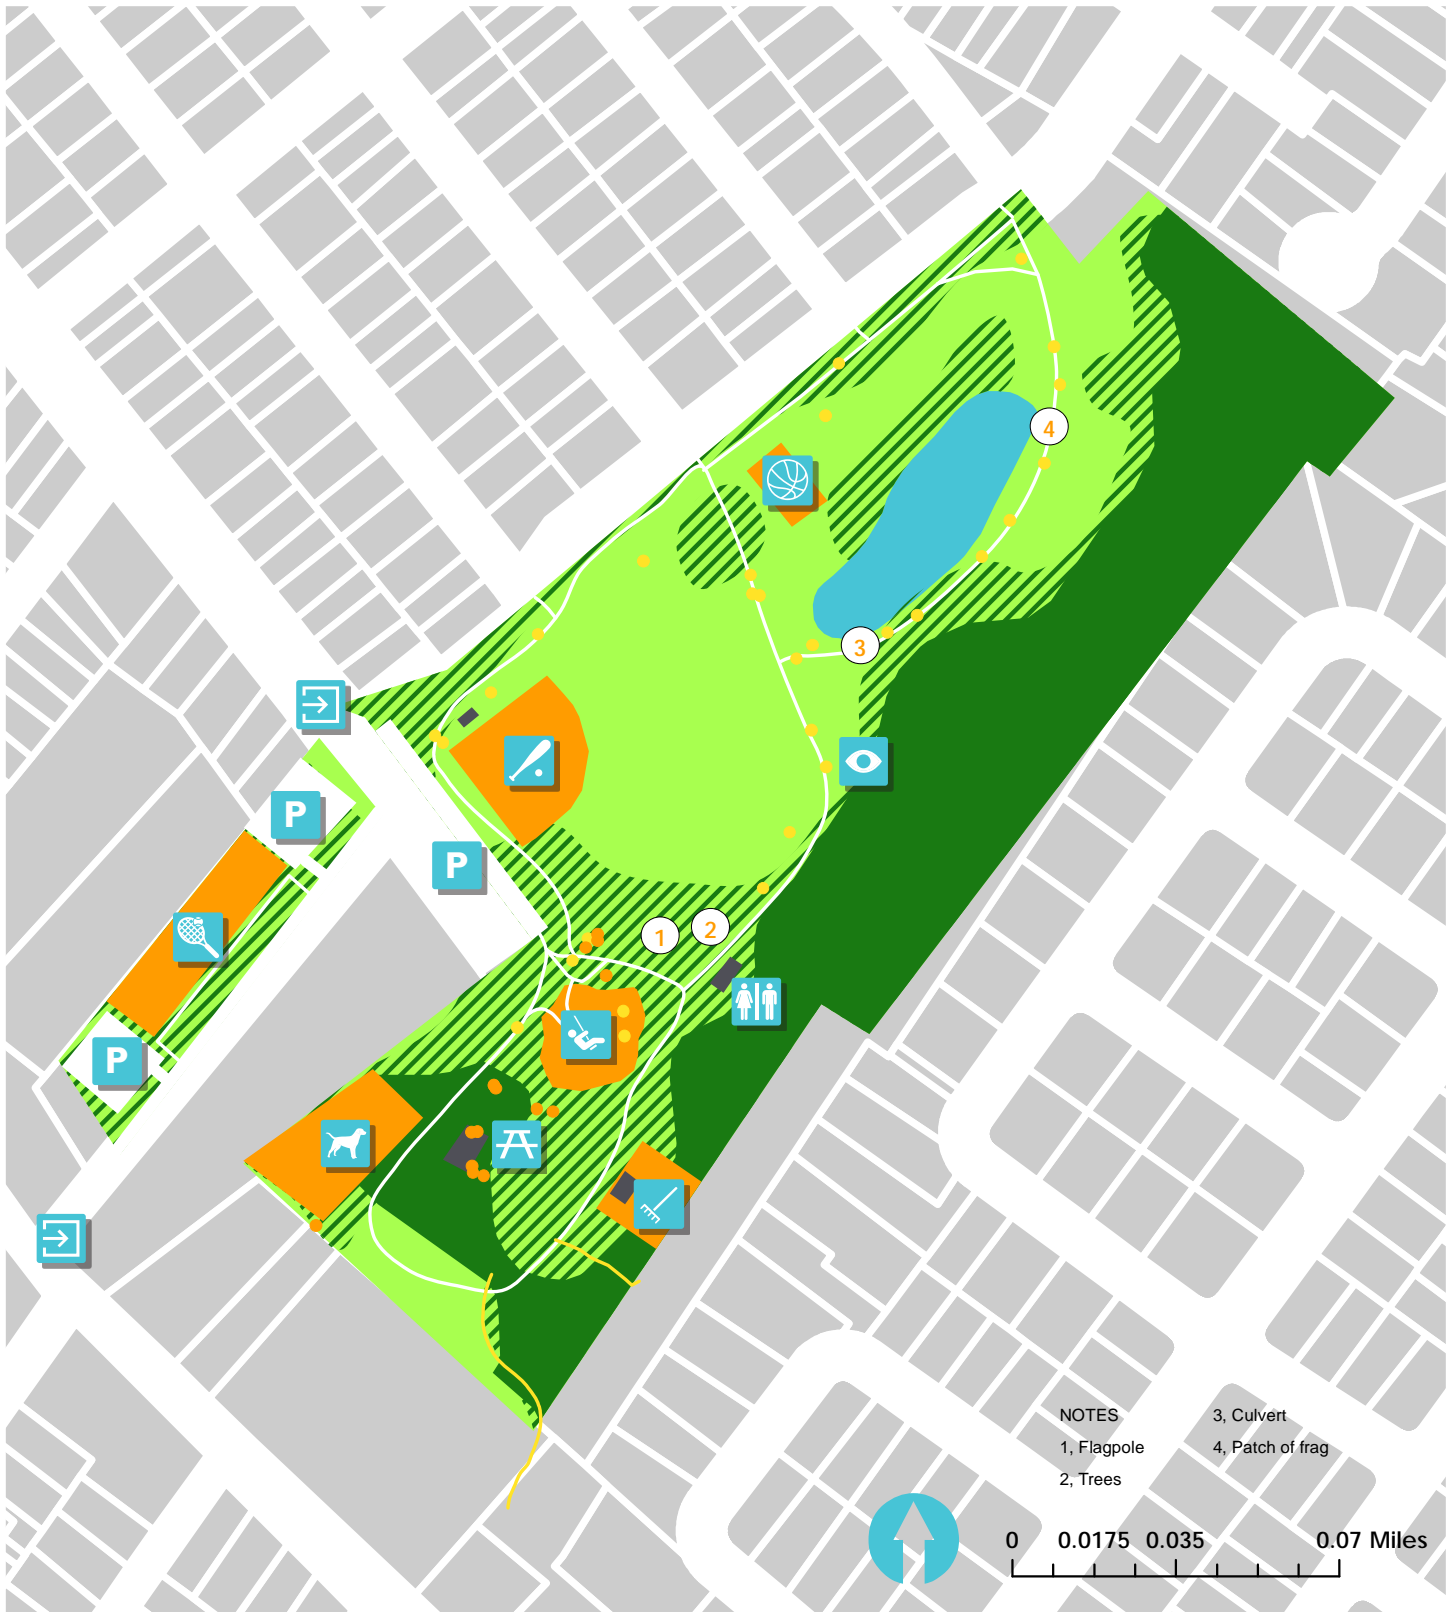 4
3
P
P
1
2
P
NOTES
1, Flagpole
2, Trees
3, Culvert
4, Patch of frag
0 0.0175 0.035 0.07 Miles